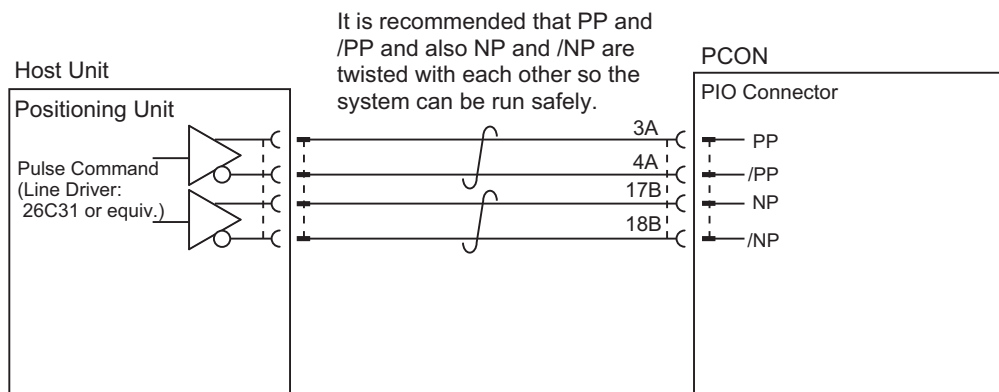 It is recommended that PP and
/PP and also NP and /NP are
twisted with each other so the
system can be run safely.
Host Unit
PCON
Positioning Unit
PIO Connector
Pulse Command
(Line Driver:
26C31 or equiv.)
3A
PP
4A
/PP
17B
NP
18B
/NP